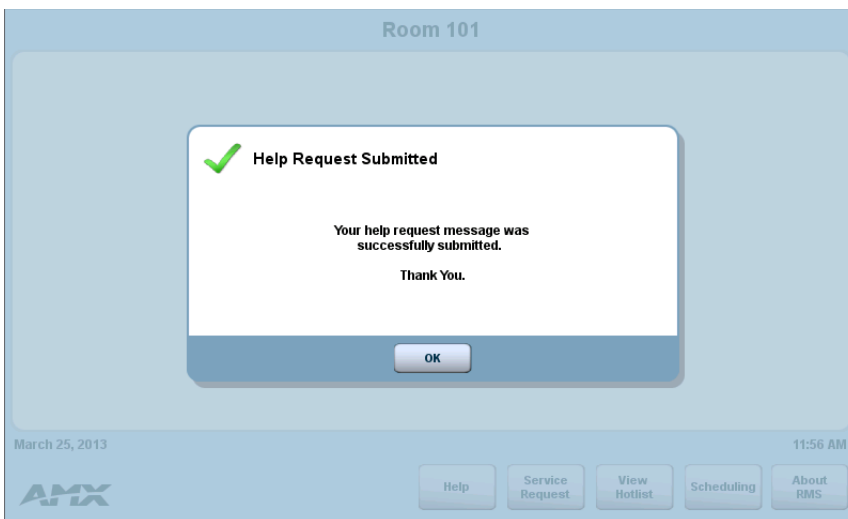 Room 101
Help Request Submitted
Your help request message was
successfully submitted.
Thank You.
OK
March 25, 2013
11:56 AM
AMX
Help
Service
Request
View
Hotlist
Scheduling
About
RMS